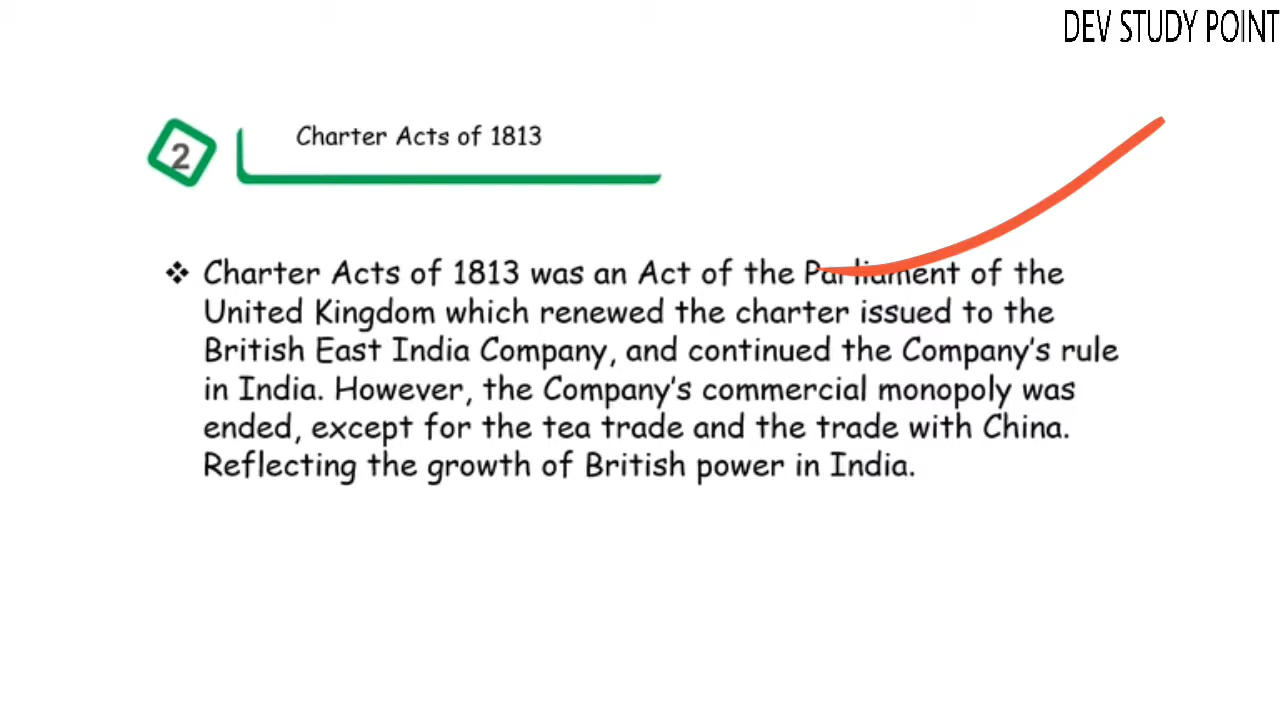 DEV STUDY POINT
2
Charter Acts of 1813
❖ Charter Acts of 1813 was an Act of the Parliament of the
United Kingdom which renewed the charter issued to the
British East India Company, and continued the Company's rule
in India. However, the Company's commercial monopoly was
ended, except for the tea trade and the trade with China.
Reflecting the growth of British power in India.